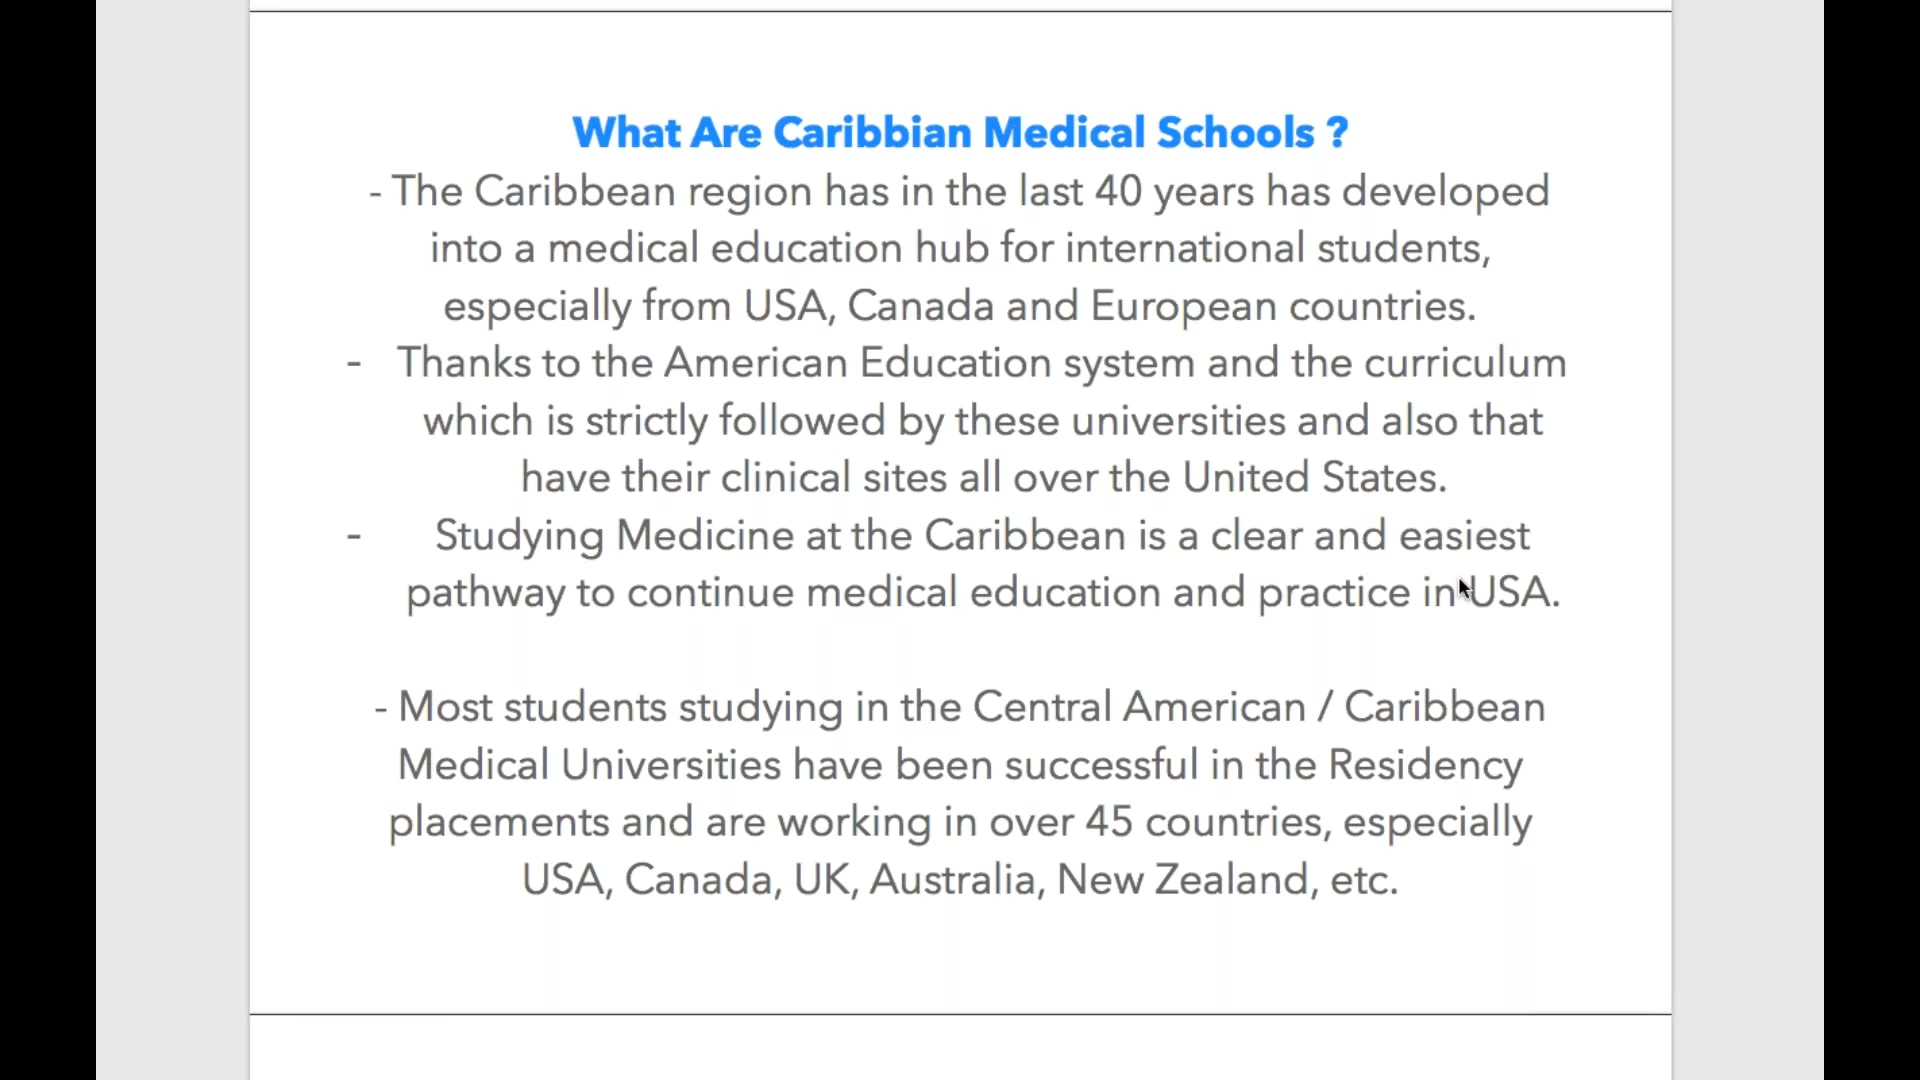 What Are Caribbian Medical Schools ?
- The Caribbean region has in the last 40 years has developed
into a medical education hub for international students,
especially from USA, Canada and European countries.
- Thanks to the American Education system and the curriculum
which is strictly followed by these universities and also that
have their clinical sites all over the United States.
- Studying Medicine at the Caribbean is a clear and easiest
pathway to continue medical education and practice in USA.
- Most students studying in the Central American / Caribbean
Medical Universities have been successful in the Residency
placements and are working in over 45 countries, especially
USA, Canada, UK, Australia, New Zealand, etc.